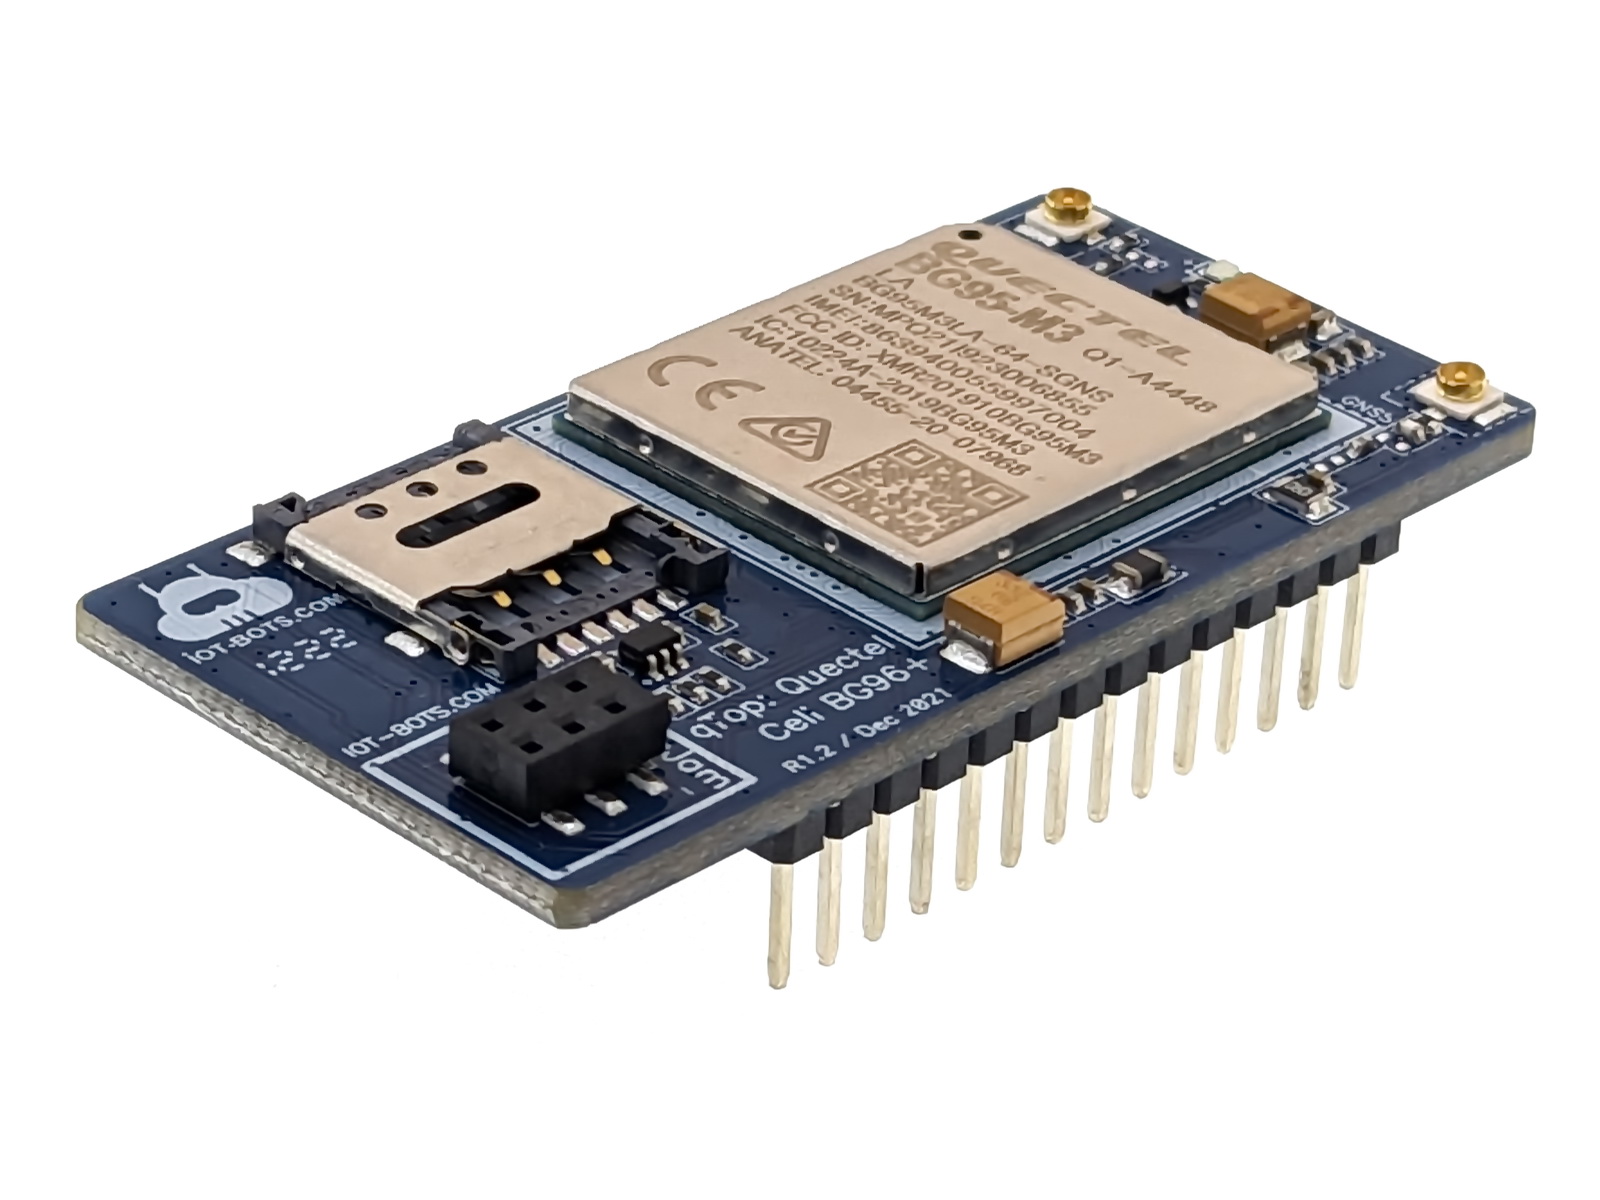 QUECTEL
BG95-M3
LA Q1-A4448
BG95M3LA-64-SGNS
SN:MPO21I923006855
IMEI:863940055997004
FCC ID: XMR201910BG95M3
IC:10224A-2019BG95M3
ANATEL: 04465-20-07968
CE
GNSS
IOT-BOTS.COM
1222
IOT-BOTS.COM
qTop: Quectel
Celi BG96+
R1.2 / Dec 2021